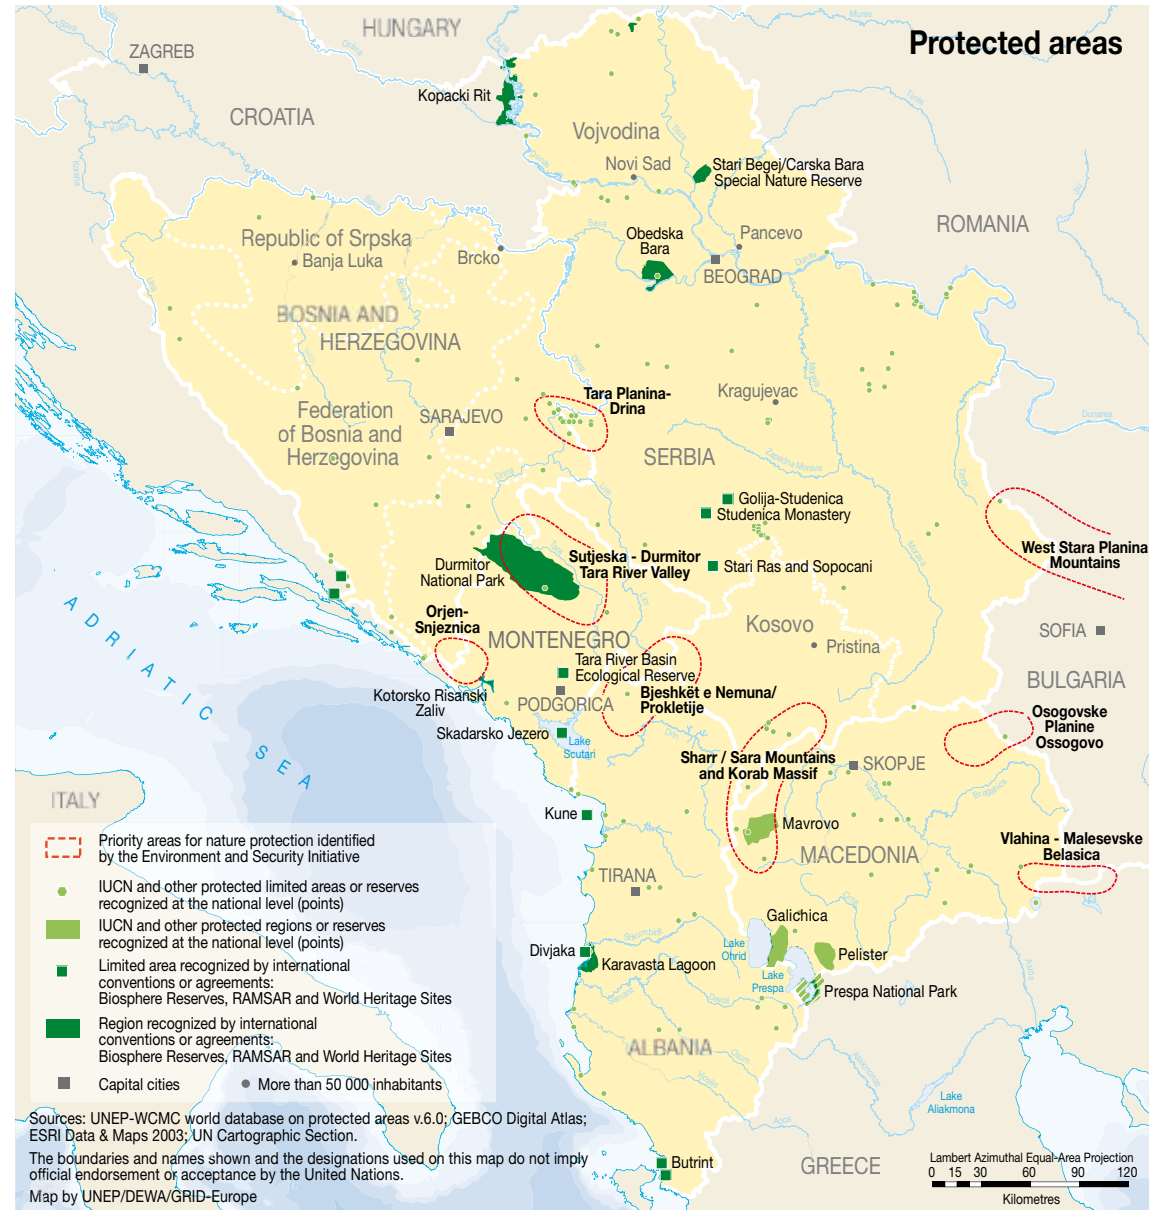 Protected areas
HUNGARY
ZAGREB
CROATIA
Kopacki Rit
Vojvodina
Novi Sad
Stari Begej/Carska Bara
Special Nature Reserve
ROMANIA
Republic of Srpska
Banja Luka
Brcko
Obedska
Bara
Pancevo
BEOGRAD
BOSNIA AND
HERZEGOVINA
Federation
of Bosnia and
Herzegovina
SARAJEVO
Tara Planina-
Drina
Kragujevac
SERBIA
Golija-Studenica
Studenica Monastery
Stari Ras and Sopocani
West Stara Planina
Mountains
Durmitor
National Park
Sutjeska - Durmitor
Tara River Valley
Orjen-
Snjeznica
MONTENEGRO
Kosovo
Pristina
SOFIA
BULGARIA
Tara River Basin
Ecological Reserve
Kotorsko Risanski
Zaliv
PODGORICA
Bjeshkët e Nemuna/
Prokletije
Skadarsko Jezero
Lake
Scutari
Osogovske
Planine
Ossogovo
Sharr / Sara Mountains
and Korab Massif
SKOPJE
ADRIATIC SEA
ITALY
Kune
Mavrovo
MACEDONIA
Vlahina - Malesevske
Belasica
TIRANA
Galichica
Lake
Ohrid
Pelister
Lake
Prespa
Prespa National Park
Divjaka
Karavasta Lagoon
ALBANIA
Lake
Aliakmona
Butrint
GREECE
Priority areas for nature protection identified
by the Environment and Security Initiative
IUCN and other protected limited areas or reserves
recognized at the national level (points)
IUCN and other protected regions or reserves
recognized at the national level (points)
Limited area recognized by international
conventions or agreements:
Biosphere Reserves, RAMSAR and World Heritage Sites
Region recognized by international
conventions or agreements:
Biosphere Reserves, RAMSAR and World Heritage Sites
Capital cities
More than 50 000 inhabitants
Sources: UNEP-WCMC world database on protected areas v.6.0; GEBCO Digital Atlas;
ESRI Data & Maps 2003; UN Cartographic Section.
The boundaries and names shown and the designations used on this map do not imply
official endorsement or acceptance by the United Nations.
Map by UNEP/DEWA/GRID-Europe
Lambert Azimuthal Equal-Area Projection
0 15 30 60 90 120
Kilometres